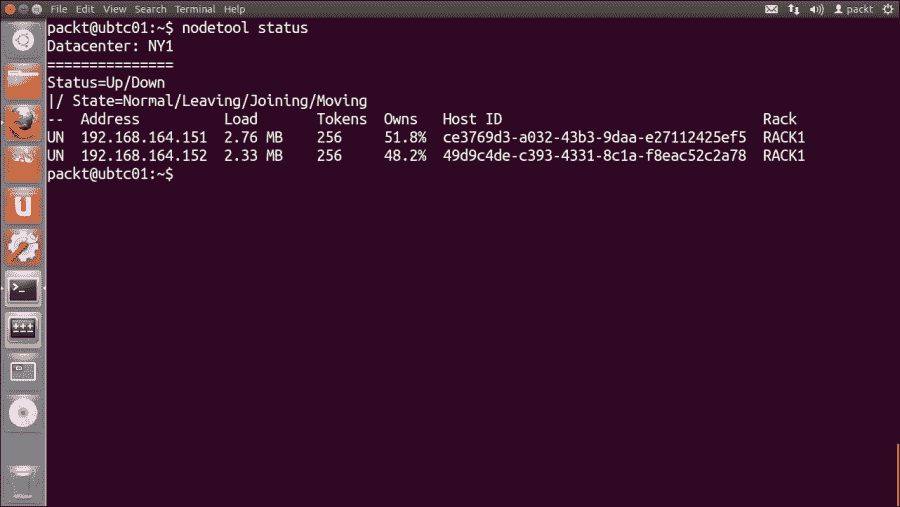 File Edit View Search Terminal Help packt
packt@ubtc01:~$ nodetool status
Datacenter: NY1
===============
Status=Up/Down
|/ State=Normal/Leaving/Joining/Moving
--  Address          Load       Tokens  Owns   Host ID                               Rack
UN  192.168.164.151  2.76 MB    256     51.8%  ce3769d3-a032-43b3-9daa-e27112425ef5  RACK1
UN  192.168.164.152  2.33 MB    256     48.2%  49d9c4de-c393-4331-8c1a-f8eac52c2a78  RACK1
packt@ubtc01:~$